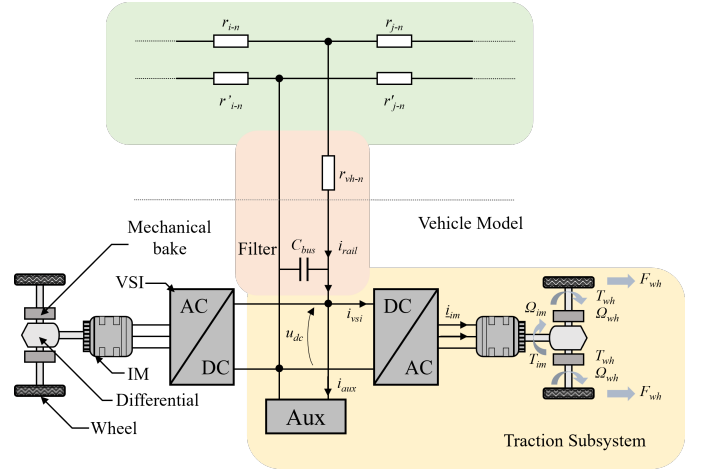 r_{i-n}
r_{j-n}
r'_{i-n}
r'_{j-n}
r_{vh-n}
Vehicle Model
Mechanical
bake
Filter
C_{bus}
i_{rail}
VSI
AC
DC
u_{dc}
i_{vsi}
DC
AC
i_{im}
Ω_{im}
T_{im}
T_{wh}
Ω_{wh}
F_{wh}
T_{wh}
Ω_{wh}
F_{wh}
IM
Differential
Wheel
i_{aux}
Aux
Traction Subsystem